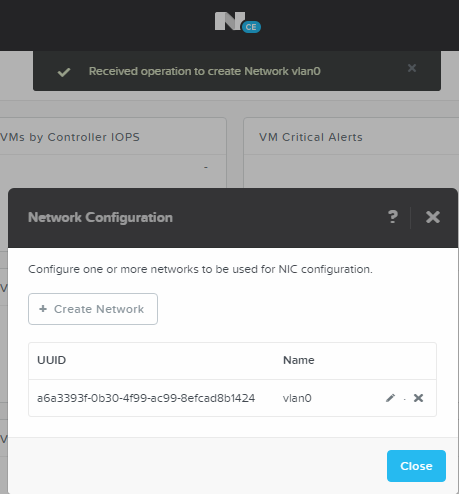 N CE
Received operation to create Network vlan0
VMs by Controller IOPS
VM Critical Alerts
-
Network Configuration
?
Configure one or more networks to be used for NIC configuration.
+ Create Network
UUID Name
a6a3393f-0b30-4f99-ac99-8efcad8b1424 vlan0
V
V
Close